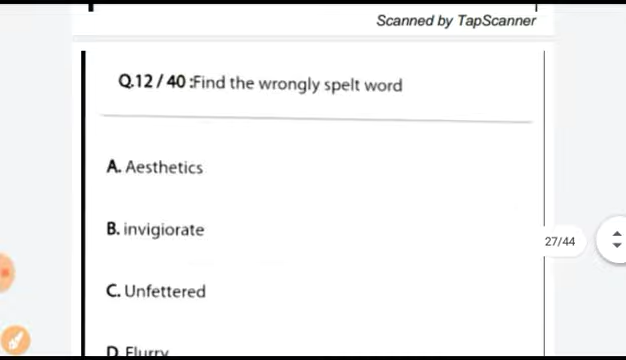 Scanned by TapScanner
Q.12 / 40 :Find the wrongly spelt word
A. Aesthetics
B. invigiorate
27/44
C. Unfettered
D. Flurry